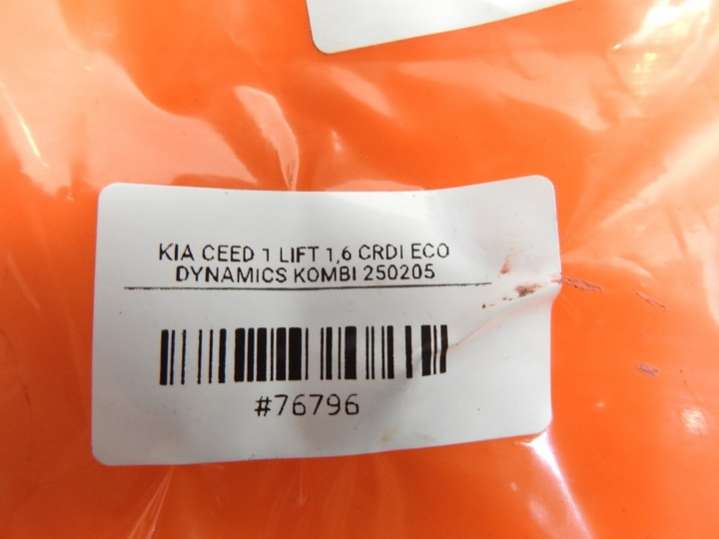 KIA CEED 1 LIFT 1,6 CRDI ECO
DYNAMICS KOMBI 250205
#76796